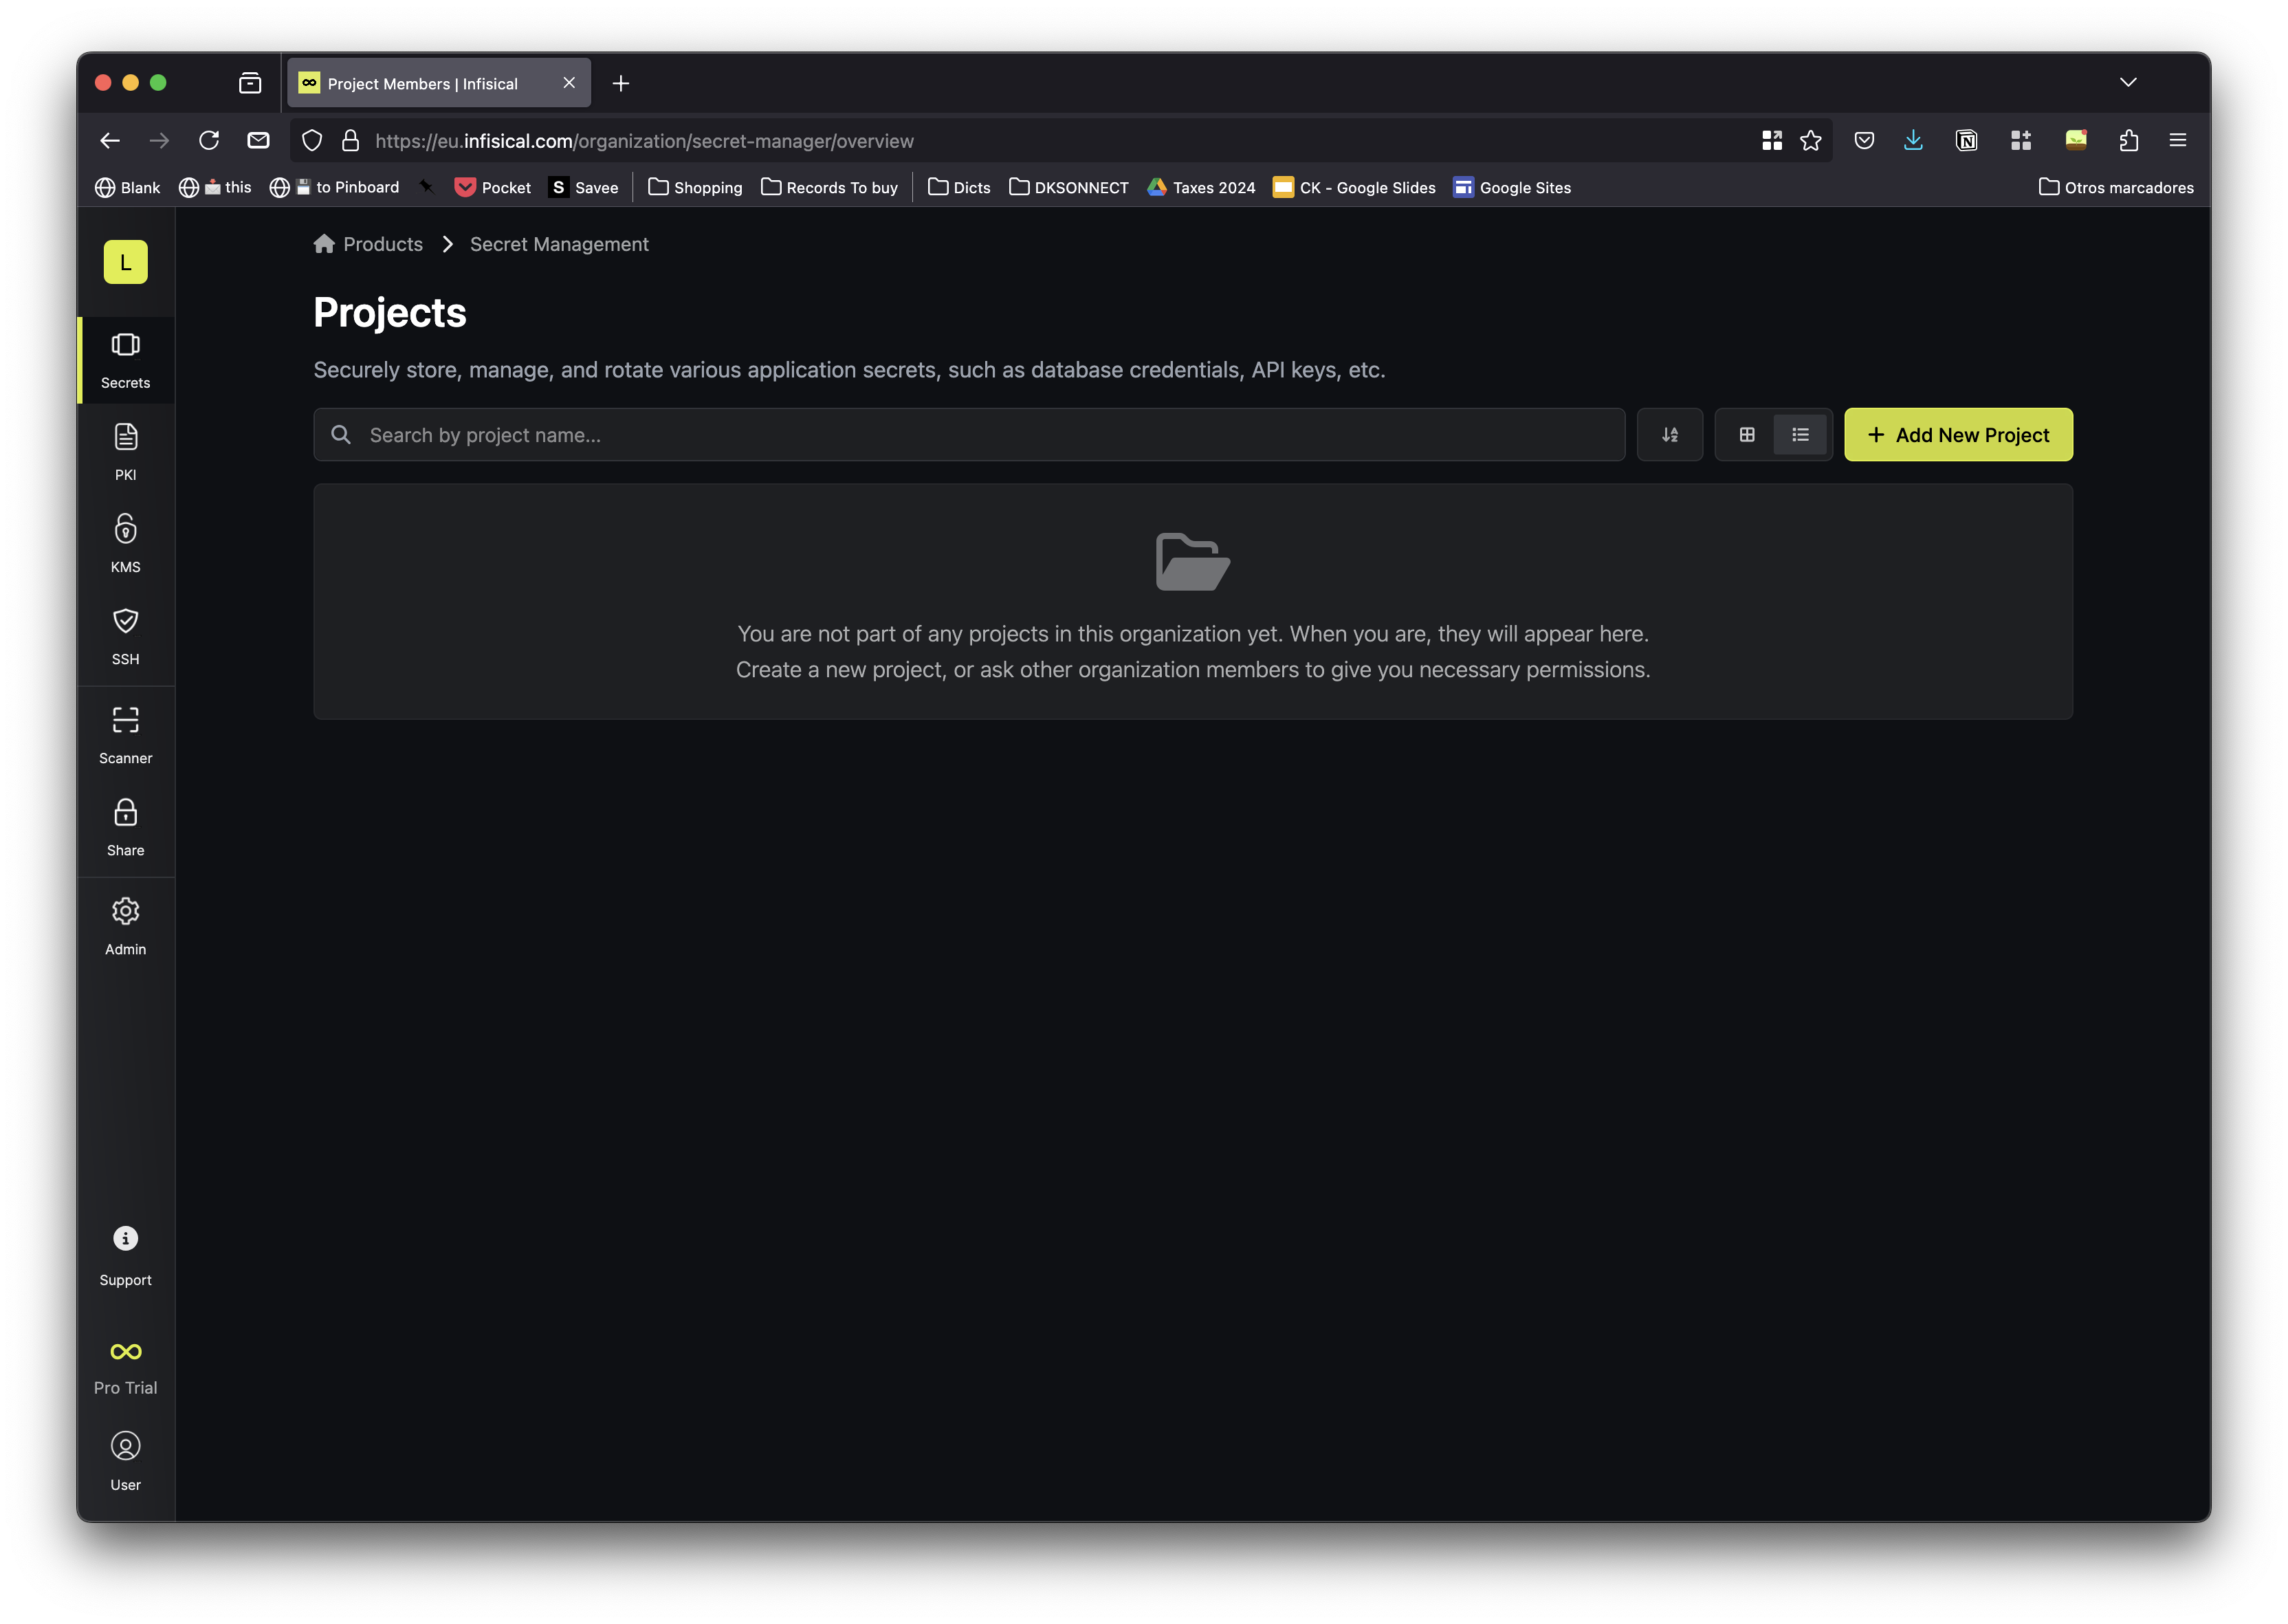 Project Members | Infisical
https://eu.infisical.com/organization/secret-manager/overview
Blank this to Pinboard Pocket S Savee Shopping Records To buy Dicts DKSONNECT Taxes 2024 CK - Google Slides Google Sites Otros marcadores
L
Products Secret Management
Projects
Securely store, manage, and rotate various application secrets, such as database credentials, API keys, etc.
Search by project name...
+ Add New Project
You are not part of any projects in this organization yet. When you are, they will appear here.
Create a new project, or ask other organization members to give you necessary permissions.
Secrets
PKI
KMS
SSH
Scanner
Share
Admin
Support
Pro Trial
User